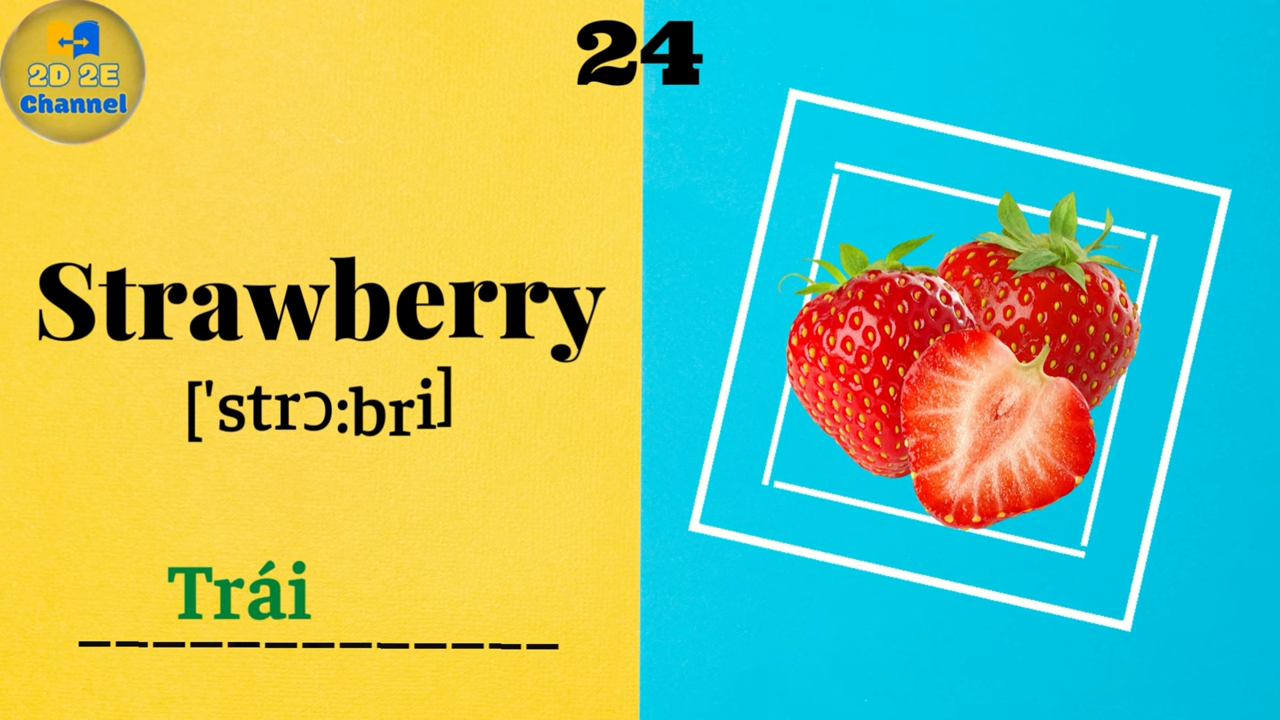 2D 2E
Channel
24
Strawberry
['strɔ:bri]
Trái
_ _ _ _ _ _ _ _ _ _ _ _ _